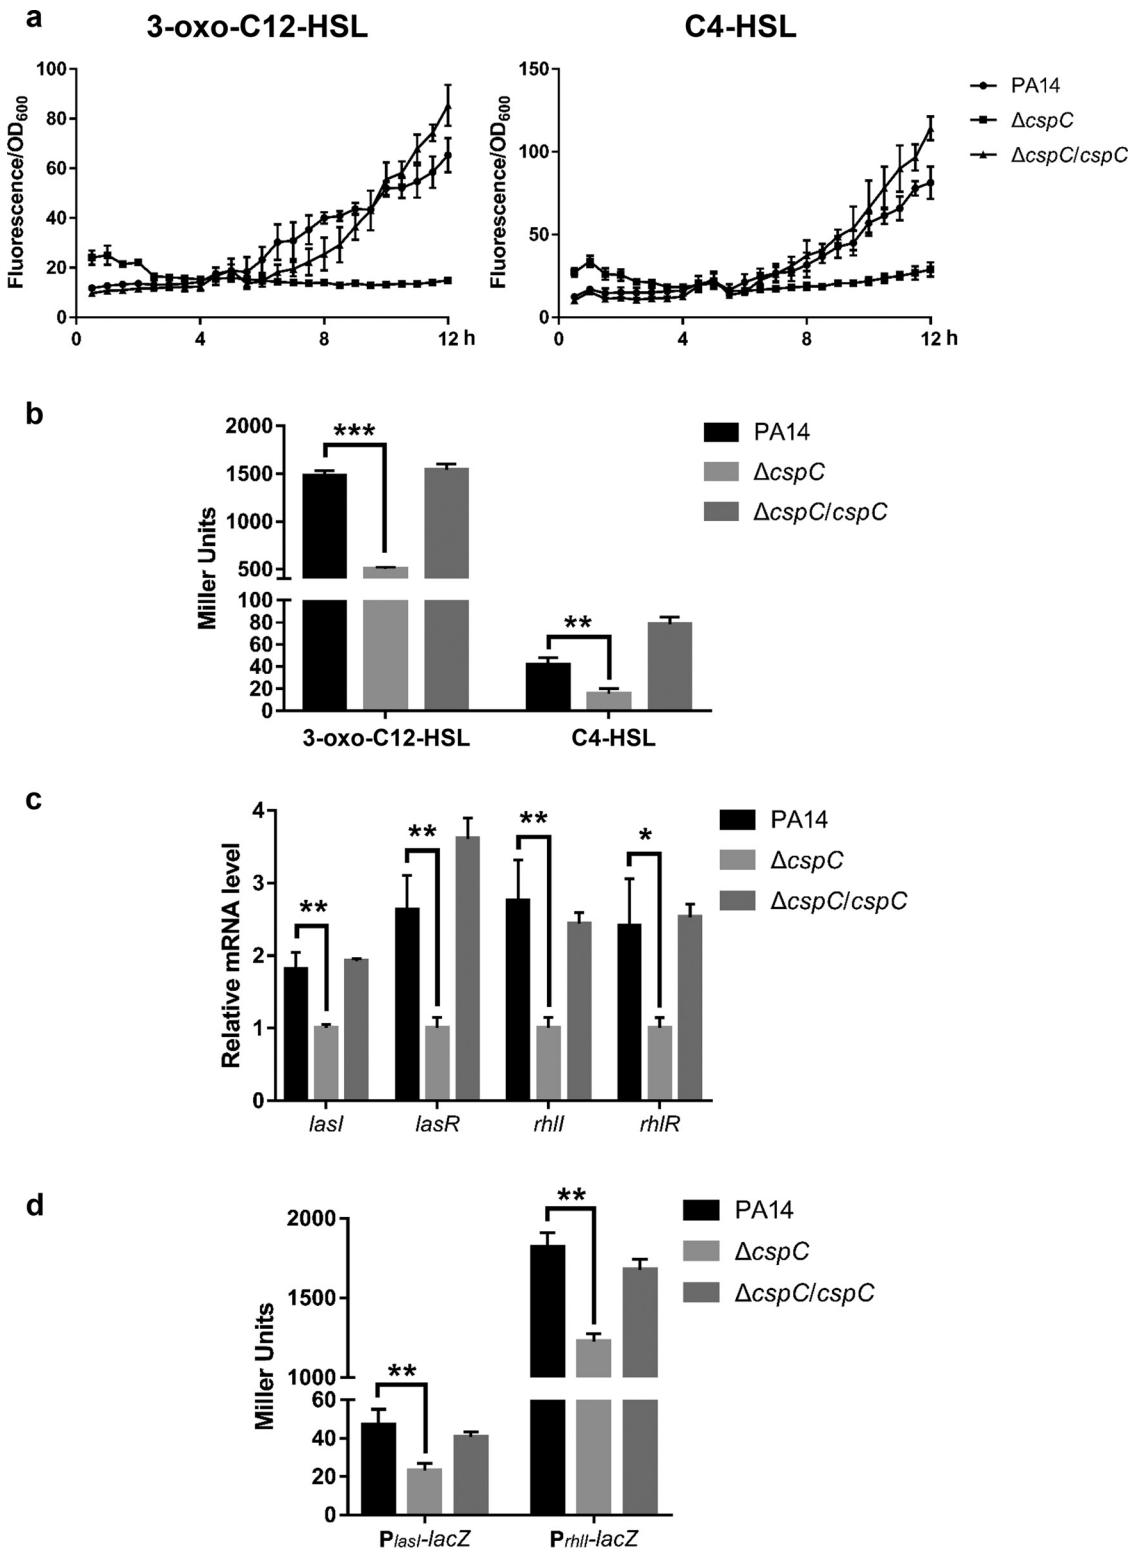 a
3-oxo-C12-HSL
C4-HSL
Fluorescence/OD600
100
80
60
40
20
0
0 4 8 12 h
Fluorescence/OD600
150
100
50
0
0 4 8 12 h
PA14
ΔcspC
ΔcspC/cspC
b
Miller Units
2000
1500
1000
500
100
80
60
40
20
0
***
**
3-oxo-C12-HSL C4-HSL
PA14
ΔcspC
ΔcspC/cspC
c
Relative mRNA level
4
3
2
1
0
** ** ** *
lasI lasR rhlI rhlR
PA14
ΔcspC
ΔcspC/cspC
d
Miller Units
2000
1500
1000
60
40
20
0
**
**
PlasI-lacZ PrhlI-lacZ
PA14
ΔcspC
ΔcspC/cspC